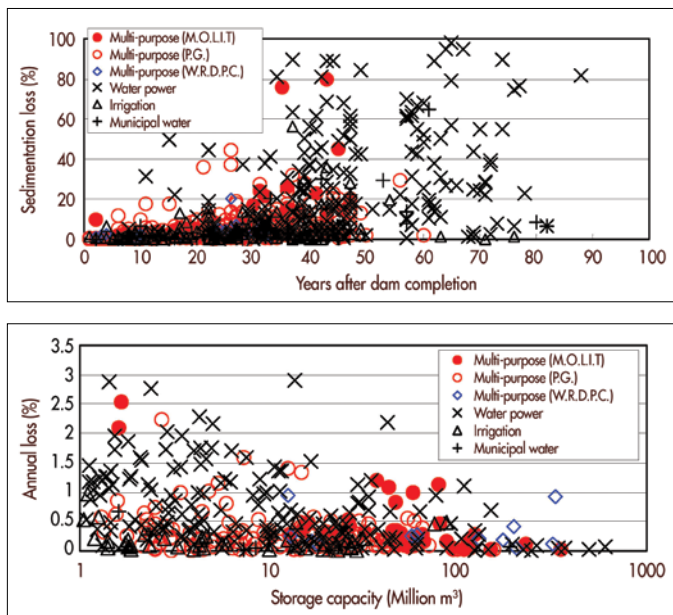 100
80
60
40
20
0
Sedimentation loss (%)
Multi-purpose (M.O.L.I.T)
Multi-purpose (P.G.)
Multi-purpose (W.R.D.P.C.)
Water power
Irrigation
Municipal water
0 10 20 30 40 50 60 70 80 90 100
Years after dam completion
3.5
3
2.5
2
1.5
1
0.5
0
Annual loss (%)
Multi-purpose (M.O.L.I.T)
Multi-purpose (P.G.)
Multi-purpose (W.R.D.P.C.)
Water power
Irrigation
Municipal water
1 10 100 1000
Storage capacity (Million m³)